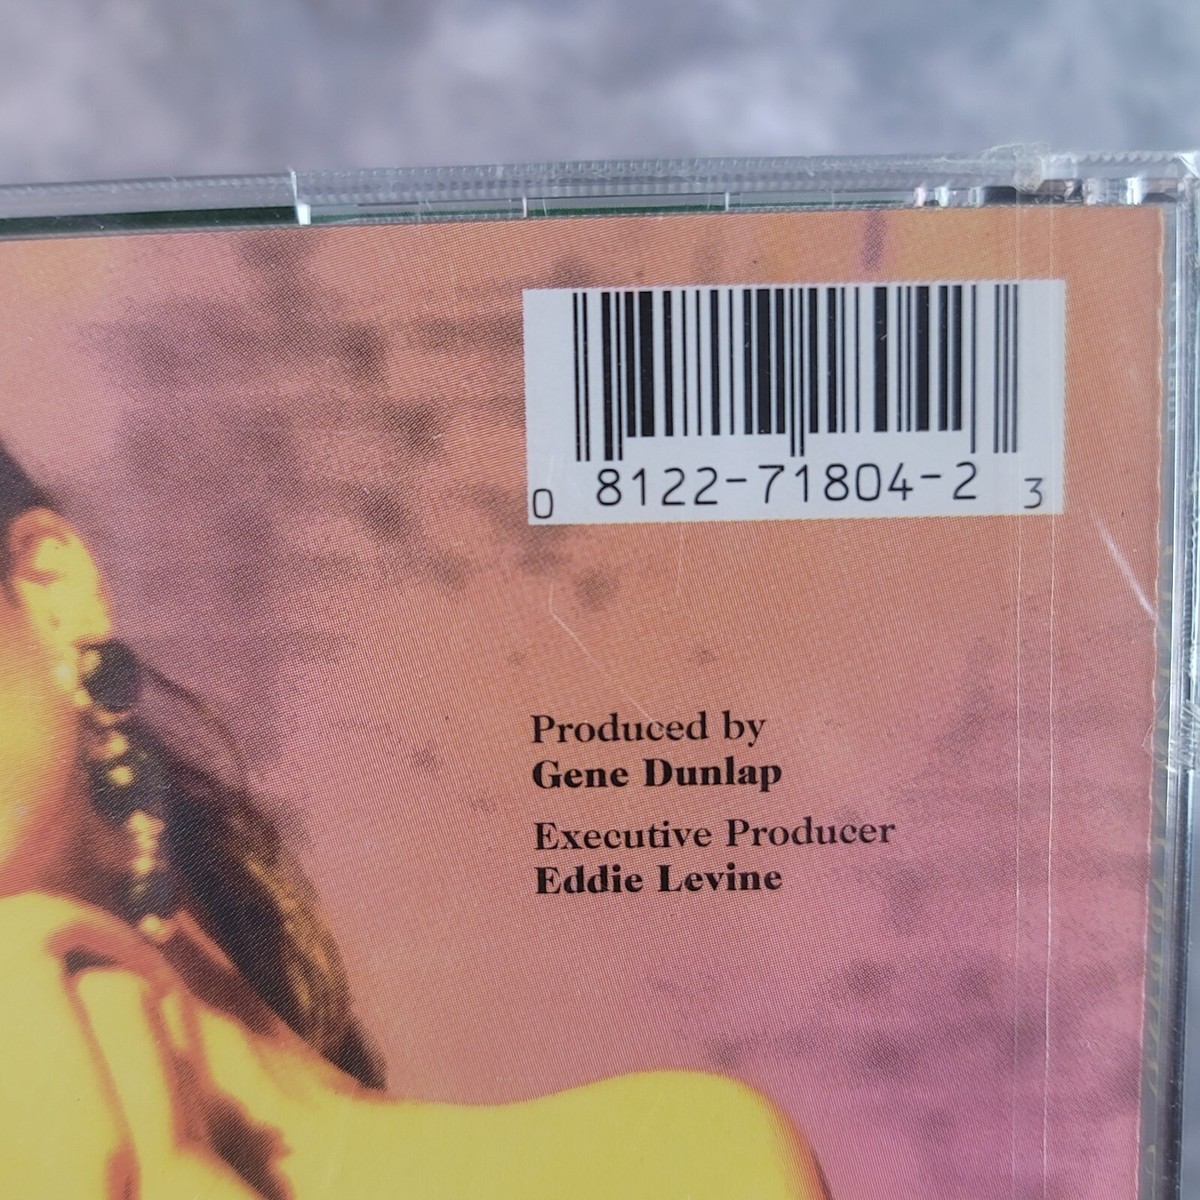 0 8122-71804-2 3
Produced by
Gene Dunlap
Executive Producer
Eddie Levine